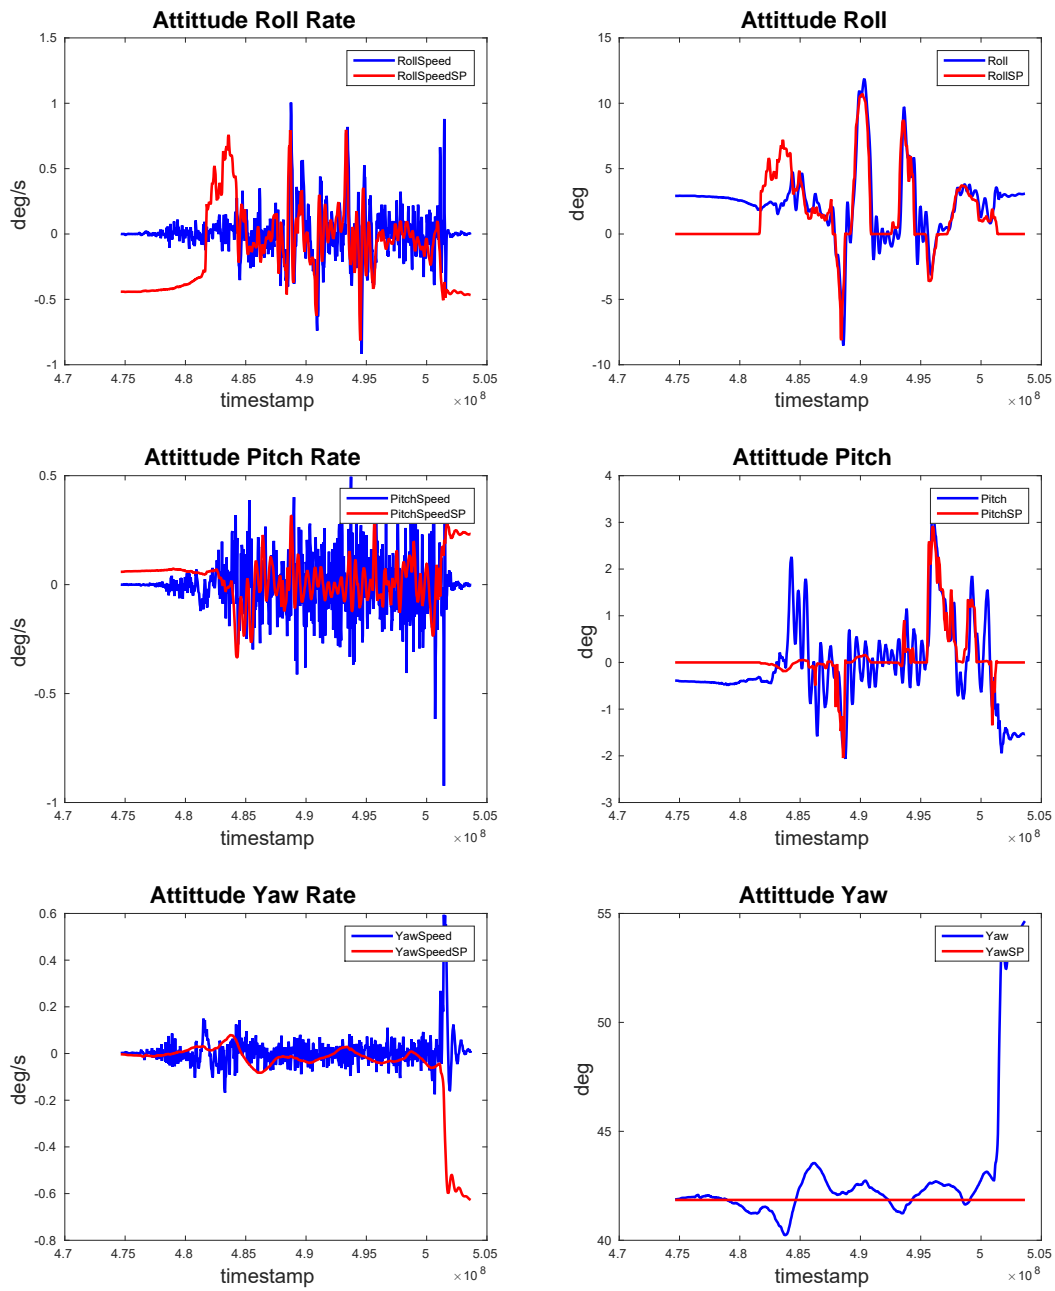 Attittude Roll Rate
1.5
1
0.5
0
-0.5
-1
deg/s
RollSpeed
RollSpeedSP
4.7 4.75 4.8 4.85 4.9 4.95 5 5.05
timestamp
×10 8
Attittude Roll
15
10
5
0
-5
-10
deg
Roll
RollSP
4.7 4.75 4.8 4.85 4.9 4.95 5 5.05
timestamp
×10 8
Attittude Pitch Rate
0.5
0
-0.5
-1
deg/s
PitchSpeed
PitchSpeedSP
4.7 4.75 4.8 4.85 4.9 4.95 5 5.05
timestamp
×10 8
Attittude Pitch
4
3
2
1
0
-1
-2
-3
deg
Pitch
PitchSP
4.7 4.75 4.8 4.85 4.9 4.95 5 5.05
timestamp
×10 8
Attittude Yaw Rate
0.6
0.4
0.2
0
-0.2
-0.4
-0.6
-0.8
deg/s
YawSpeed
YawSpeedSP
4.7 4.75 4.8 4.85 4.9 4.95 5 5.05
timestamp
×10 8
Attittude Yaw
55
50
45
40
deg
Yaw
YawSP
4.7 4.75 4.8 4.85 4.9 4.95 5 5.05
timestamp
×10 8